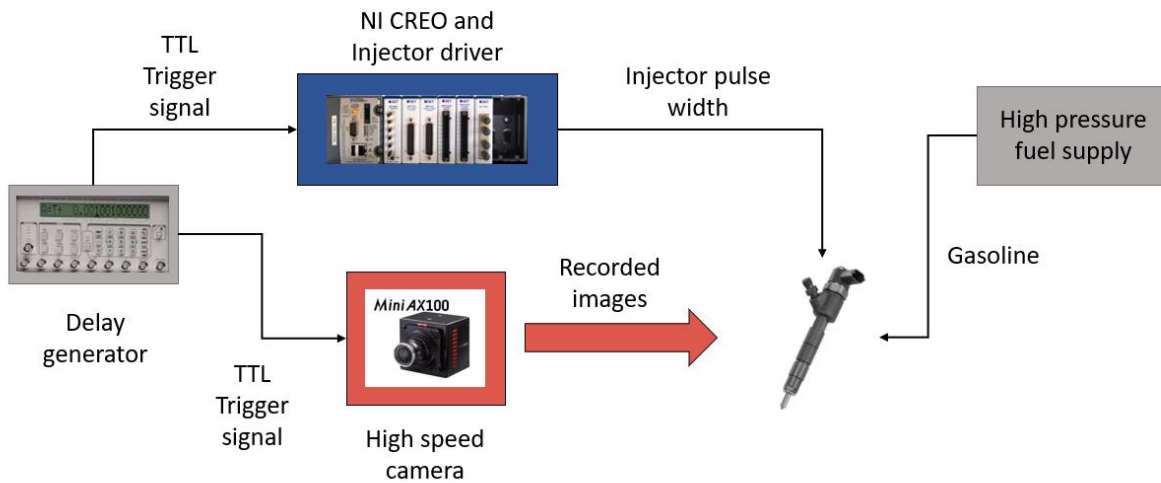 NI CREO and
Injector driver
TTL
Trigger
signal
Injector pulse
width
High pressure
fuel supply
Gasoline
Delay
generator
Mini AX100
Recorded
images
TTL
Trigger
signal
High speed
camera